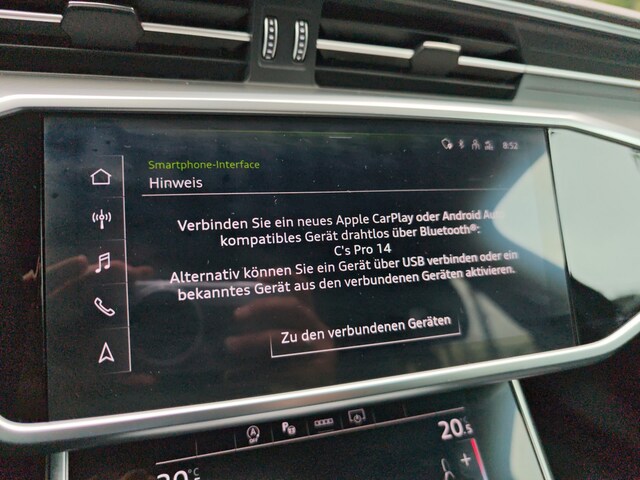 8:52
Smartphone-Interface
Hinweis
Verbinden Sie ein neues Apple CarPlay oder Android
kompatibles Gerät drahtlos über Bluetooth®:
C's Pro 14
Alternativ können Sie ein Gerät über USB verbinden oder ein
bekanntes Gerät aus den verbundenen Geräten aktivieren.
Zu den verbundenen Geräten
A OFF
P
20.5
°C
+